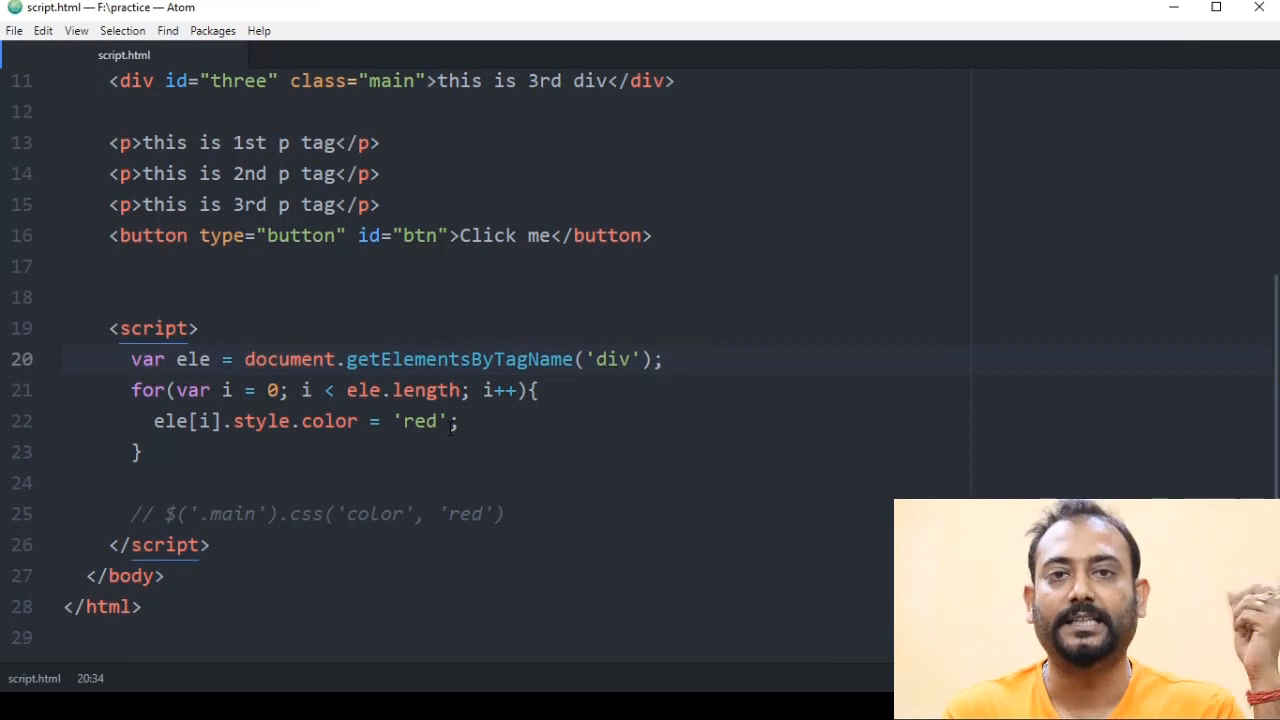 script.html — F:\practice — Atom
File Edit View Selection Find Packages Help
script.html
11 <div id="three" class="main">this is 3rd div</div>
12
13 <p>this is 1st p tag</p>
14 <p>this is 2nd p tag</p>
15 <p>this is 3rd p tag</p>
16 <button type="button" id="btn">Click me</button>
17
18
19 <script>
20 var ele = document.getElementsByTagName('div');
21 for(var i = 0; i < ele.length; i++){
22 ele[i].style.color = 'red';
23 }
24
25 // $('.main').css('color', 'red')
26 </script>
27 </body>
28 </html>
29
script.html 20:34